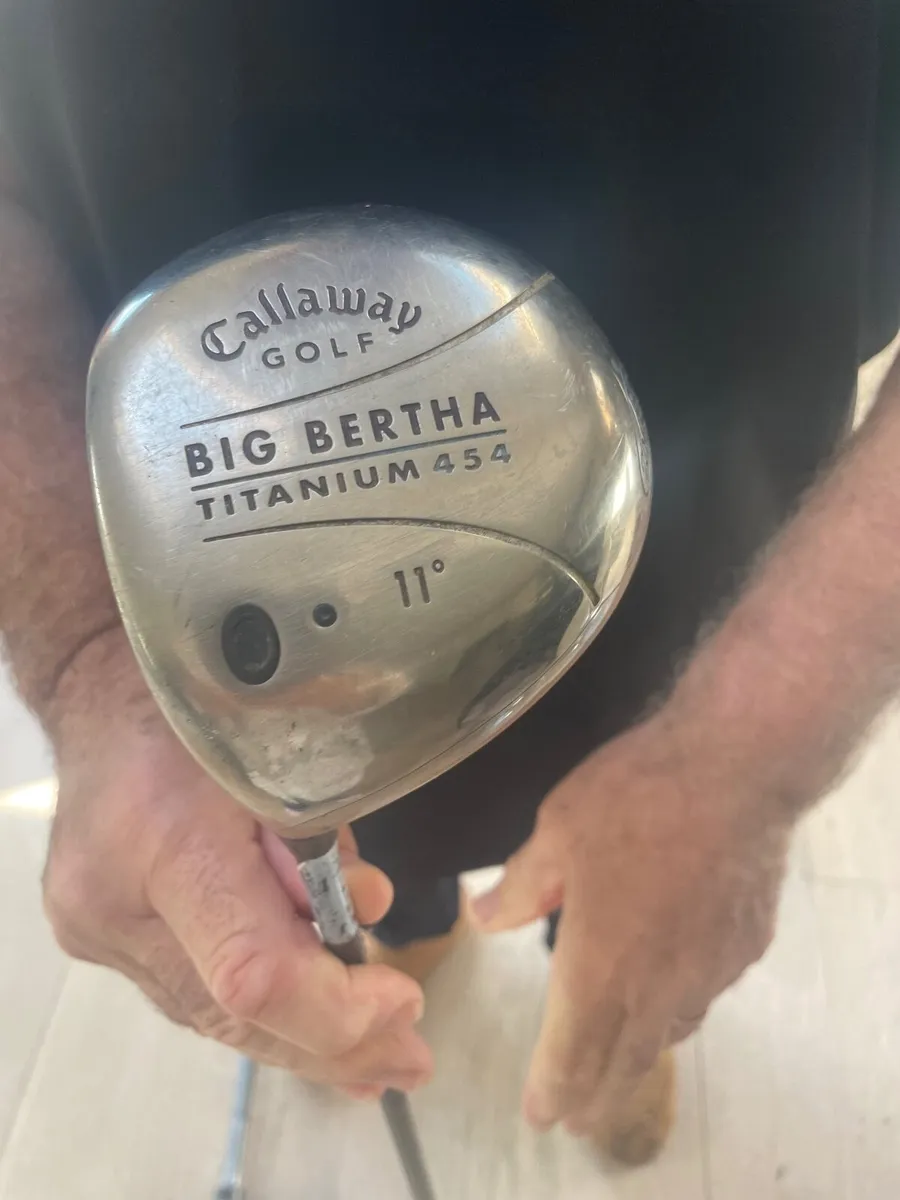 Callaway
GOLF
BIG BERTHA
TITANIUM 454
11°